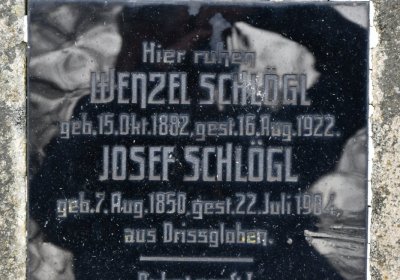 Hier ruhen
WENZEL SCHLÖGL
geb. 15. Okt. 1882, gest. 16. Aug. 1922.
JOSEF SCHLÖGL
geb. 7. Aug. 1850, gest. 22. Juli 1904,
aus Drissgloben.